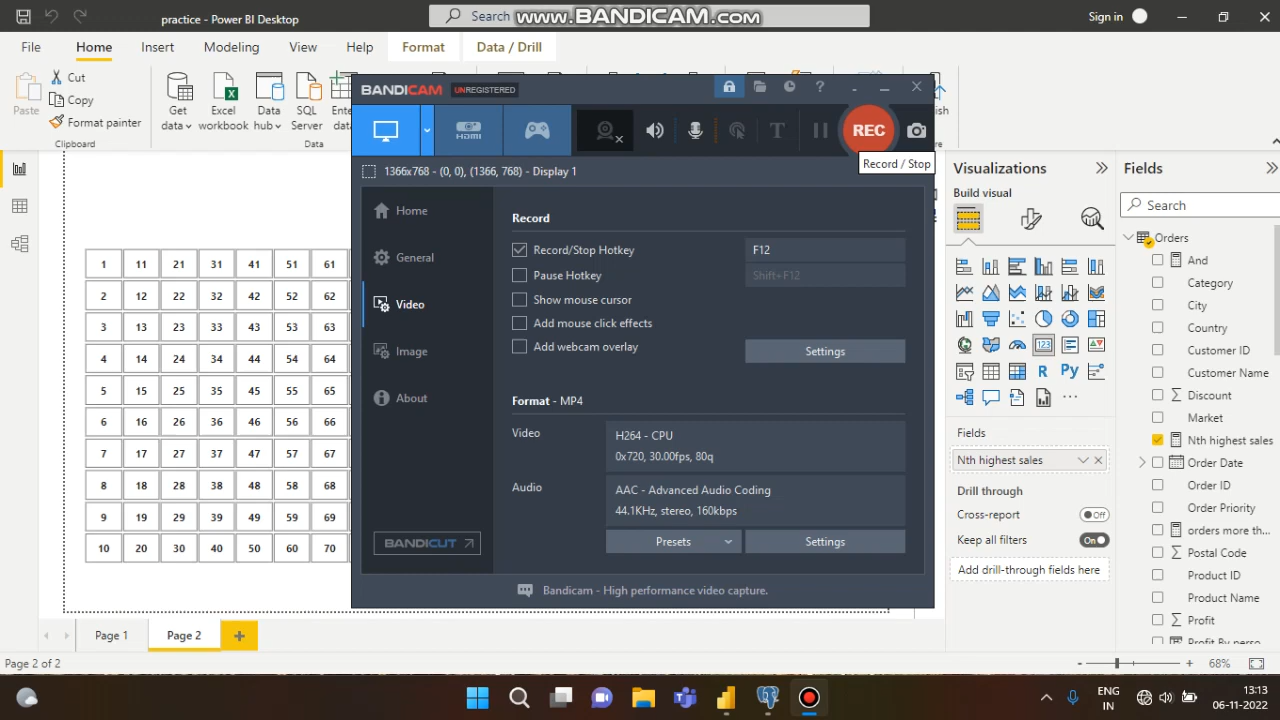 practice - Power BI Desktop
Search
www.BANDICAM.com
Sign in
File
Home
Insert
Modeling
View
Help
Format
Data / Drill
Paste
Cut
Copy
Format painter
Clipboard
Get data
Excel workbook
Data hub
SQL Server
Data
BANDICAM UNREGISTERED
HDMI
REC
Record / Stop
1366x768 - (0, 0), (1366, 768) - Display 1
Home
General
Video
Image
About
BANDICUT
Record
Record/Stop Hotkey F12
Pause Hotkey Shift+F12
Show mouse cursor
Add mouse click effects
Add webcam overlay
Settings
Format - MP4
Video
H264 - CPU
0x720, 30.00fps, 80q
Audio
AAC - Advanced Audio Coding
44.1KHz, stereo, 160kbps
Presets
Settings
Bandicam - High performance video capture.
1 11 21 31 41 51 61
2 12 22 32 42 52 62
3 13 23 33 43 53 63
4 14 24 34 44 54 64
5 15 25 35 45 55 65
6 16 26 36 46 56 66
7 17 27 37 47 57 67
8 18 28 38 48 58 68
9 19 29 39 49 59 69
10 20 30 40 50 60 70
Visualizations
Build visual
123
R
Py
Fields
Nth highest sales
Drill through
Cross-report
Off
Keep all filters
On
Add drill-through fields here
Fields
Search
Orders
And
Category
City
Country
Customer ID
Customer Name
Discount
Market
Nth highest sales
Order Date
Order ID
Order Priority
orders more th...
Postal Code
Product ID
Product Name
Profit
Page 1
Page 2
Page 2 of 2
68%
ENG
IN
13:13
06-11-2022